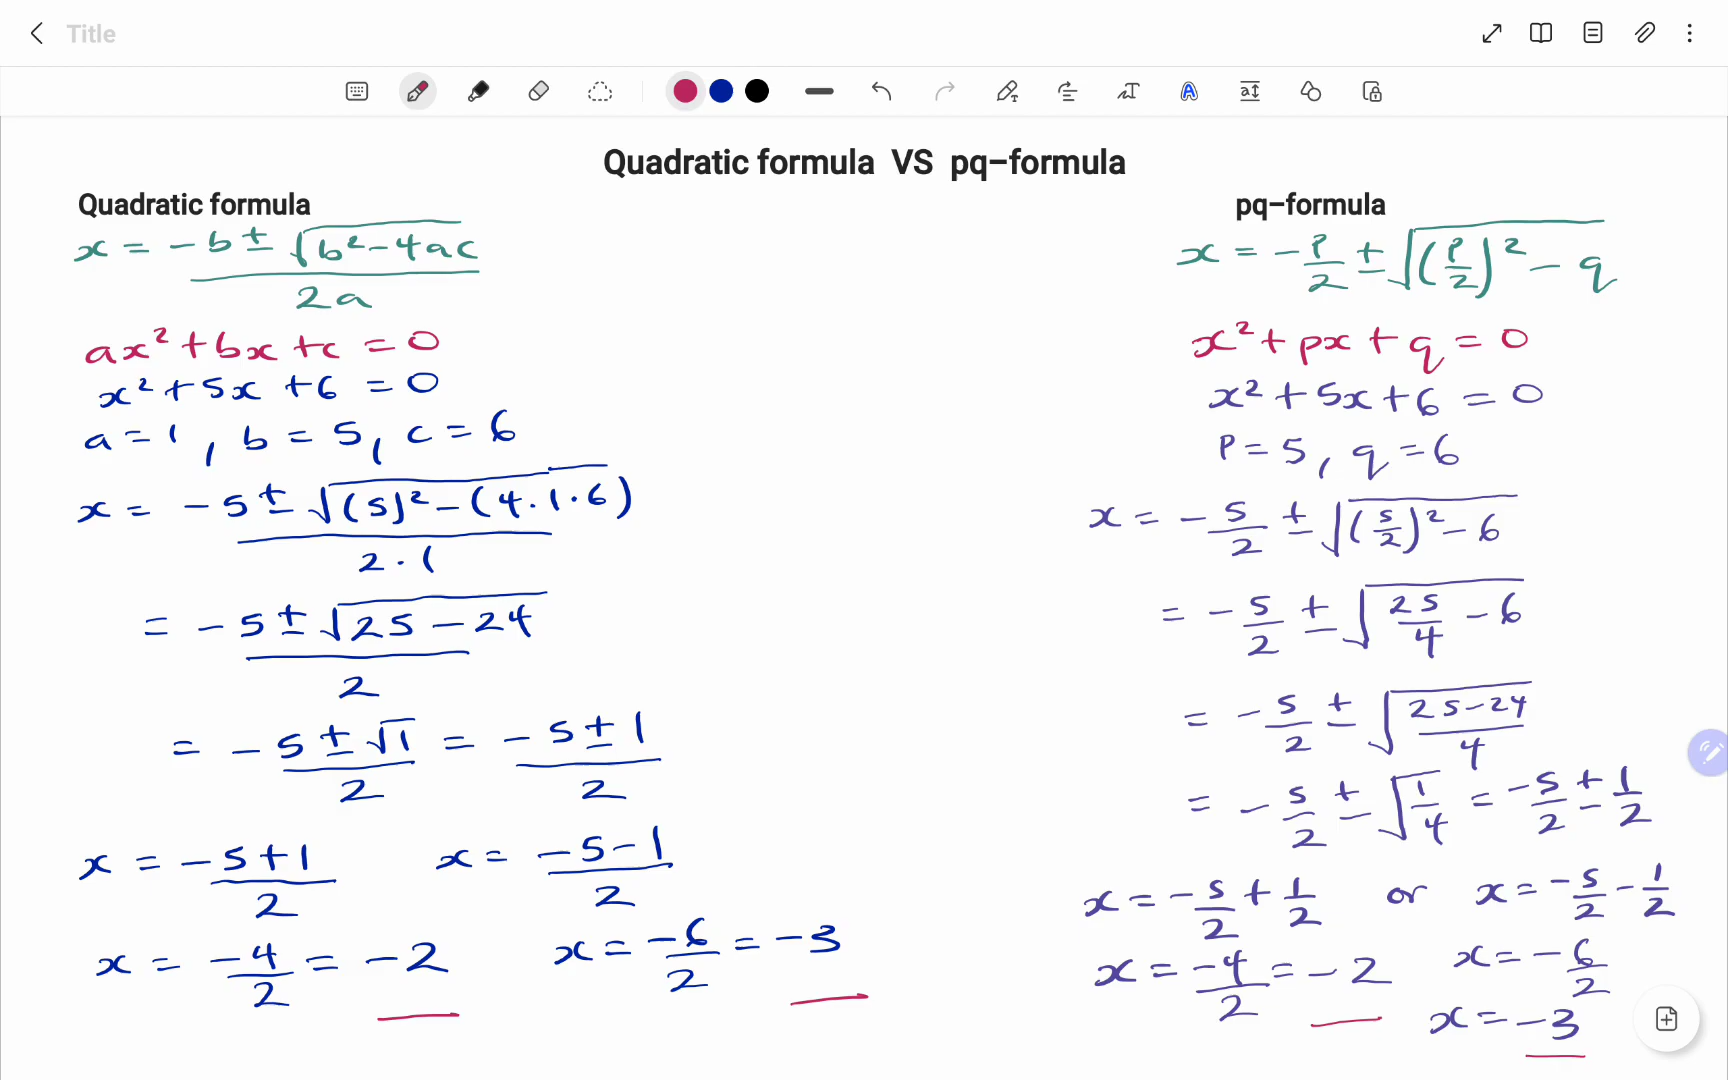 Title
Quadratic formula VS pq-formula
Quadratic formula
x = -b ± √(b² - 4ac) / 2a
ax² + bx + c = 0
x² + 5x + 6 = 0
a = 1, b = 5, c = 6
x = -5 ± √((5)² - (4·1·6)) / 2·1
= -5 ± √(25 - 24) / 2
= -5 ± √1 / 2 = -5 ± 1 / 2
x = -5 + 1 / 2    x = -5 - 1 / 2
x = -4/2 = -2    x = -6/2 = -3
pq-formula
x = -p/2 ± √((p/2)² - q)
x² + px + q = 0
x² + 5x + 6 = 0
P = 5, q = 6
x = -5/2 ± √((5/2)² - 6)
= -5/2 ± √(25/4 - 6)
= -5/2 ± √((25-24)/4)
= -5/2 ± √(1/4) = -5/2 ± 1/2
x = -5/2 + 1/2 or x = -5/2 - 1/2
x = -4/2 = -2    x = -6/2
x = -3